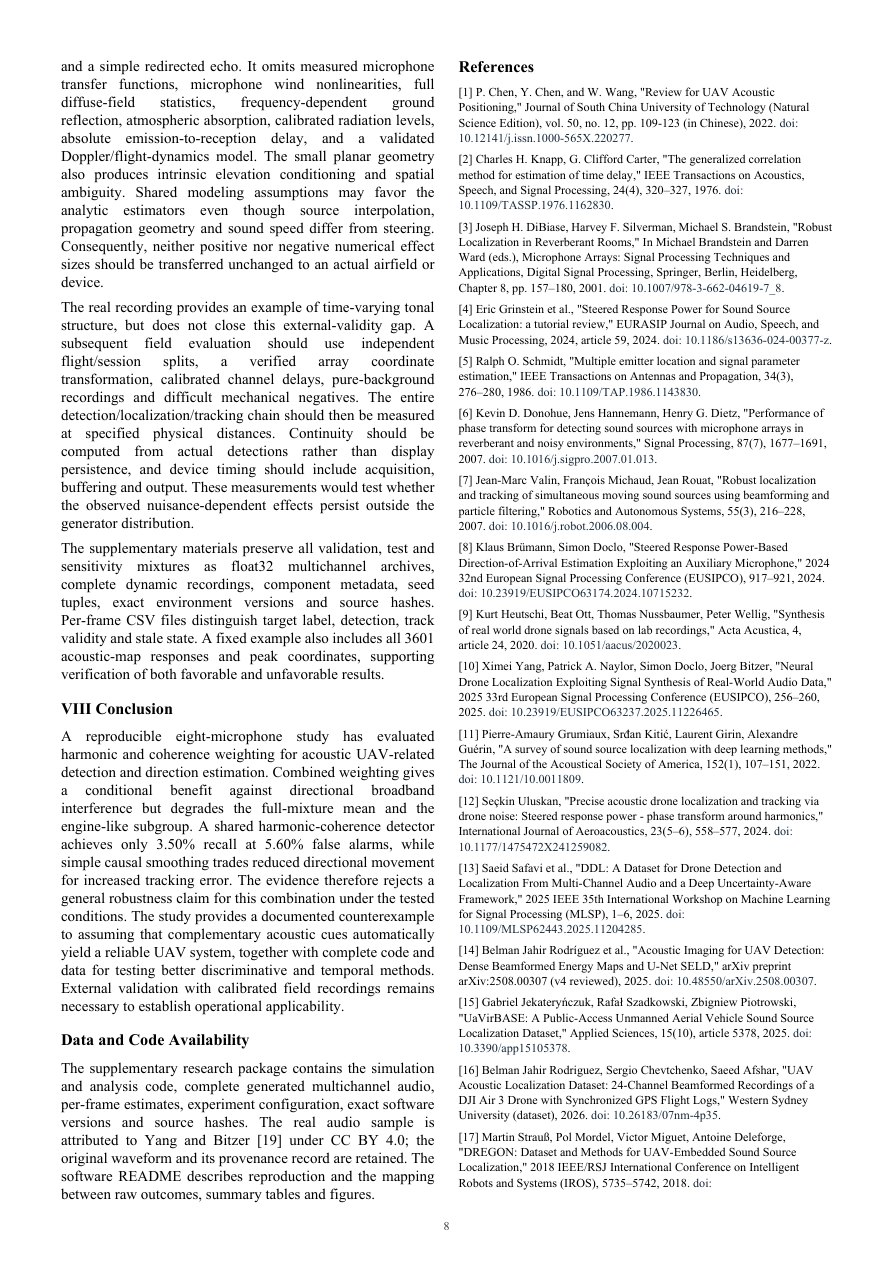 and a simple redirected echo. It omits measured microphone
transfer functions, microphone wind nonlinearities, full
diffuse-field statistics, frequency-dependent ground
reflection, atmospheric absorption, calibrated radiation levels,
absolute emission-to-reception delay, and a validated
Doppler/flight-dynamics model. The small planar geometry
also produces intrinsic elevation conditioning and spatial
ambiguity. Shared modeling assumptions may favor the
analytic estimators even though source interpolation,
propagation geometry and sound speed differ from steering.
Consequently, neither positive nor negative numerical effect
sizes should be transferred unchanged to an actual airfield or
device.
The real recording provides an example of time-varying tonal
structure, but does not close this external-validity gap. A
subsequent field evaluation should use independent
flight/session splits, a verified array coordinate
transformation, calibrated channel delays, pure-background
recordings and difficult mechanical negatives. The entire
detection/localization/tracking chain should then be measured
at specified physical distances. Continuity should be
computed from actual detections rather than display
persistence, and device timing should include acquisition,
buffering and output. These measurements would test whether
the observed nuisance-dependent effects persist outside the
generator distribution.
The supplementary materials preserve all validation, test and
sensitivity mixtures as float32 multichannel archives,
complete dynamic recordings, component metadata, seed
tuples, exact environment versions and source hashes.
Per-frame CSV files distinguish target label, detection, track
validity and stale state. A fixed example also includes all 3601
acoustic-map responses and peak coordinates, supporting
verification of both favorable and unfavorable results.
VIII Conclusion
A reproducible eight-microphone study has evaluated
harmonic and coherence weighting for acoustic UAV-related
detection and direction estimation. Combined weighting gives
a conditional benefit against directional broadband
interference but degrades the full-mixture mean and the
engine-like subgroup. A shared harmonic-coherence detector
achieves only 3.50% recall at 5.60% false alarms, while
simple causal smoothing trades reduced directional movement
for increased tracking error. The evidence therefore rejects a
general robustness claim for this combination under the tested
conditions. The study provides a documented counterexample
to assuming that complementary acoustic cues automatically
yield a reliable UAV system, together with complete code and
data for testing better discriminative and temporal methods.
External validation with calibrated field recordings remains
necessary to establish operational applicability.
Data and Code Availability
The supplementary research package contains the simulation
and analysis code, complete generated multichannel audio,
per-frame estimates, experiment configuration, exact software
versions and source hashes. The real audio sample is
attributed to Yang and Bitzer [19] under CC BY 4.0; the
original waveform and its provenance record are retained. The
software README describes reproduction and the mapping
between raw outcomes, summary tables and figures.
References
[1] P. Chen, Y. Chen, and W. Wang, "Review for UAV Acoustic
Positioning," Journal of South China University of Technology (Natural
Science Edition), vol. 50, no. 12, pp. 109-123 (in Chinese), 2022. doi:
10.12141/j.issn.1000-565X.220277.
[2] Charles H. Knapp, G. Clifford Carter, "The generalized correlation
method for estimation of time delay," IEEE Transactions on Acoustics,
Speech, and Signal Processing, 24(4), 320–327, 1976. doi:
10.1109/TASSP.1976.1162830.
[3] Joseph H. DiBiase, Harvey F. Silverman, Michael S. Brandstein, "Robust
Localization in Reverberant Rooms," In Michael Brandstein and Darren
Ward (eds.), Microphone Arrays: Signal Processing Techniques and
Applications, Digital Signal Processing, Springer, Berlin, Heidelberg,
Chapter 8, pp. 157–180, 2001. doi: 10.1007/978-3-662-04619-7_8.
[4] Eric Grinstein et al., "Steered Response Power for Sound Source
Localization: a tutorial review," EURASIP Journal on Audio, Speech, and
Music Processing, 2024, article 59, 2024. doi: 10.1186/s13636-024-00377-z.
[5] Ralph O. Schmidt, "Multiple emitter location and signal parameter
estimation," IEEE Transactions on Antennas and Propagation, 34(3),
276–280, 1986. doi: 10.1109/TAP.1986.1143830.
[6] Kevin D. Donohue, Jens Hannemann, Henry G. Dietz, "Performance of
phase transform for detecting sound sources with microphone arrays in
reverberant and noisy environments," Signal Processing, 87(7), 1677–1691,
2007. doi: 10.1016/j.sigpro.2007.01.013.
[7] Jean-Marc Valin, François Michaud, Jean Rouat, "Robust localization
and tracking of simultaneous moving sound sources using beamforming and
particle filtering," Robotics and Autonomous Systems, 55(3), 216–228,
2007. doi: 10.1016/j.robot.2006.08.004.
[8] Klaus Brümann, Simon Doclo, "Steered Response Power-Based
Direction-of-Arrival Estimation Exploiting an Auxiliary Microphone," 2024
32nd European Signal Processing Conference (EUSIPCO), 917–921, 2024.
doi: 10.23919/EUSIPCO63174.2024.10715232.
[9] Kurt Heutschi, Beat Ott, Thomas Nussbaumer, Peter Wellig, "Synthesis
of real world drone signals based on lab recordings," Acta Acustica, 4,
article 24, 2020. doi: 10.1051/aacus/2020023.
[10] Ximei Yang, Patrick A. Naylor, Simon Doclo, Joerg Bitzer, "Neural
Drone Localization Exploiting Signal Synthesis of Real-World Audio Data,"
2025 33rd European Signal Processing Conference (EUSIPCO), 256–260,
2025. doi: 10.23919/EUSIPCO63237.2025.11226465.
[11] Pierre-Amaury Grumiaux, Srđan Kitić, Laurent Girin, Alexandre
Guérin, "A survey of sound source localization with deep learning methods,"
The Journal of the Acoustical Society of America, 152(1), 107–151, 2022.
doi: 10.1121/10.0011809.
[12] Seçkin Uluskan, "Precise acoustic drone localization and tracking via
drone noise: Steered response power - phase transform around harmonics,"
International Journal of Aeroacoustics, 23(5–6), 558–577, 2024. doi:
10.1177/1475472X241259082.
[13] Saeid Safavi et al., "DDL: A Dataset for Drone Detection and
Localization From Multi-Channel Audio and a Deep Uncertainty-Aware
Framework," 2025 IEEE 35th International Workshop on Machine Learning
for Signal Processing (MLSP), 1–6, 2025. doi:
10.1109/MLSP62443.2025.11204285.
[14] Belman Jahir Rodríguez et al., "Acoustic Imaging for UAV Detection:
Dense Beamformed Energy Maps and U-Net SELD," arXiv preprint
arXiv:2508.00307 (v4 reviewed), 2025. doi: 10.48550/arXiv.2508.00307.
[15] Gabriel Jekateryńczuk, Rafał Szadkowski, Zbigniew Piotrowski,
"UaVirBASE: A Public-Access Unmanned Aerial Vehicle Sound Source
Localization Dataset," Applied Sciences, 15(10), article 5378, 2025. doi:
10.3390/app15105378.
[16] Belman Jahir Rodriguez, Sergio Chevtchenko, Saeed Afshar, "UAV
Acoustic Localization Dataset: 24-Channel Beamformed Recordings of a
DJI Air 3 Drone with Synchronized GPS Flight Logs," Western Sydney
University (dataset), 2026. doi: 10.26183/07nm-4p35.
[17] Martin Strauß, Pol Mordel, Victor Miguet, Antoine Deleforge,
"DREGON: Dataset and Methods for UAV-Embedded Sound Source
Localization," 2018 IEEE/RSJ International Conference on Intelligent
Robots and Systems (IROS), 5735–5742, 2018. doi:
8